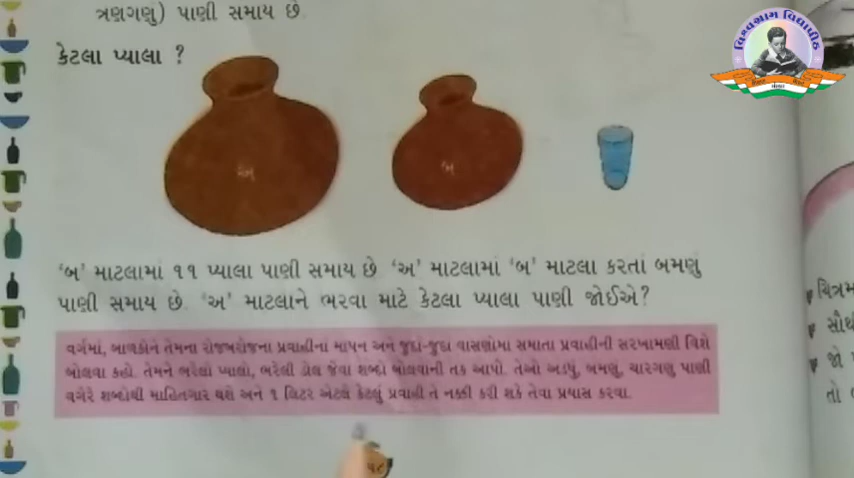 ત્રણગણુ) પાણી સમાય છે.
કેટલા પ્યાલા ?
અ
બ
'બ' માટલામાં ૧૧ પ્યાલા પાણી સમાય છે. 'અ' માટલામાં 'બ' માટલા કરતાં બમણું
પાણી સમાય છે. 'અ' માટલાને ભરવા માટે કેટલા પ્યાલા પાણી જોઈએ?
વર્ગમાં, બાળકોને તેમના રોજબરોજના પ્રવાહીના માપન અને જુદાં-જુદાં વાસણોમાં સમાતા પ્રવાહીની સરખામણી વિશે
બોલવા કહો. તેમને ભરેલો પ્યાલો, ભરેલી ડોલ જેવા શબ્દો બોલવાની તક આપો. તેઓ અડધું, બમણું, ચારગણુ પાણી
વગેરે શબ્દોથી માહિતગાર થશે અને ૧ લિટર એટલે કેટલું પ્રવાહી તે નક્કી કરી શકે તેવા પ્રયાસ કરવા.
વિશ્વગ્રામ વિદ્યાપીઠ
ચિત્રમ
સૌથી
જો
તો